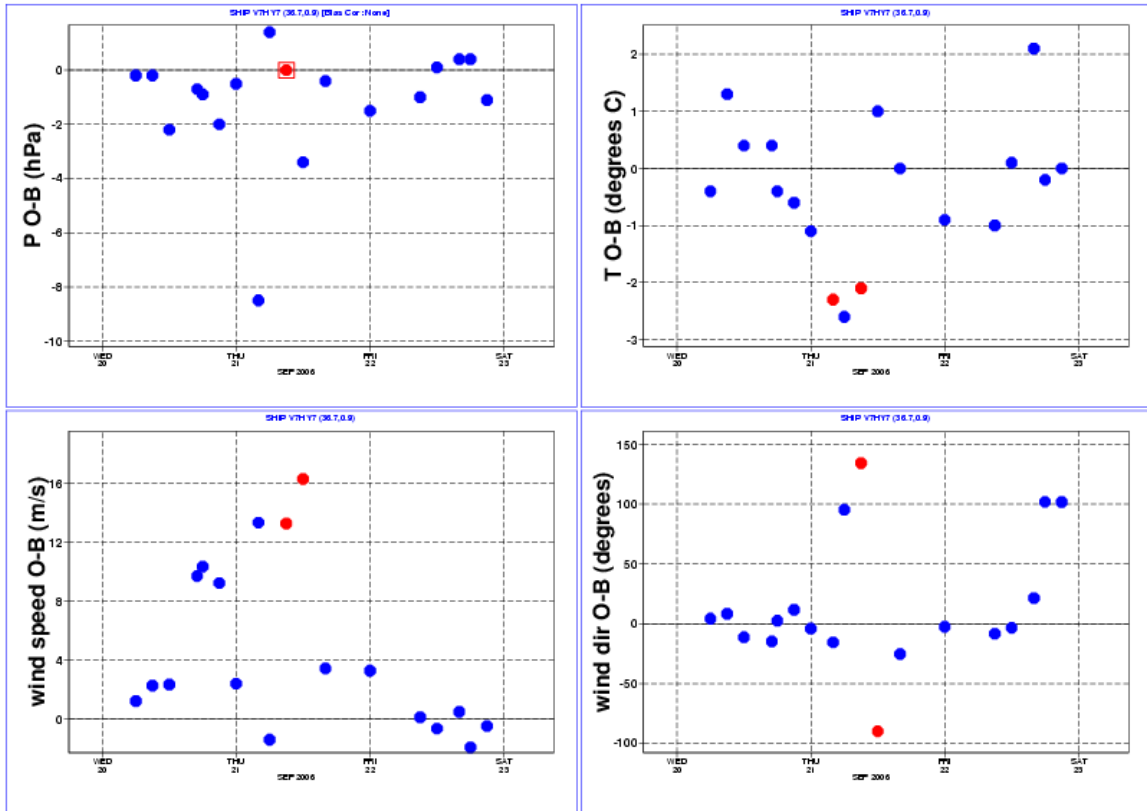 SHIP V7HY7 (36.7,0.9) [Bias Cor :None]
P O-B (hPa)
0
-2
-4
-6
-8
-10
WED
20
THU
21
FRI
22
SAT
23
SEP 2006
SHIP V7HY7 (36.7,0.9)
T O-B (degrees C)
2
1
0
-1
-2
-3
WED
20
THU
21
FRI
22
SAT
23
SEP 2006
SHIP V7HY7 (36.7,0.9)
wind speed O-B (m/s)
16
12
8
4
0
WED
20
THU
21
FRI
22
SAT
23
SEP 2006
SHIP V7HY7 (36.7,0.9)
wind dir O-B (degrees)
150
100
50
0
-50
-100
WED
20
THU
21
FRI
22
SAT
23
SEP 2006